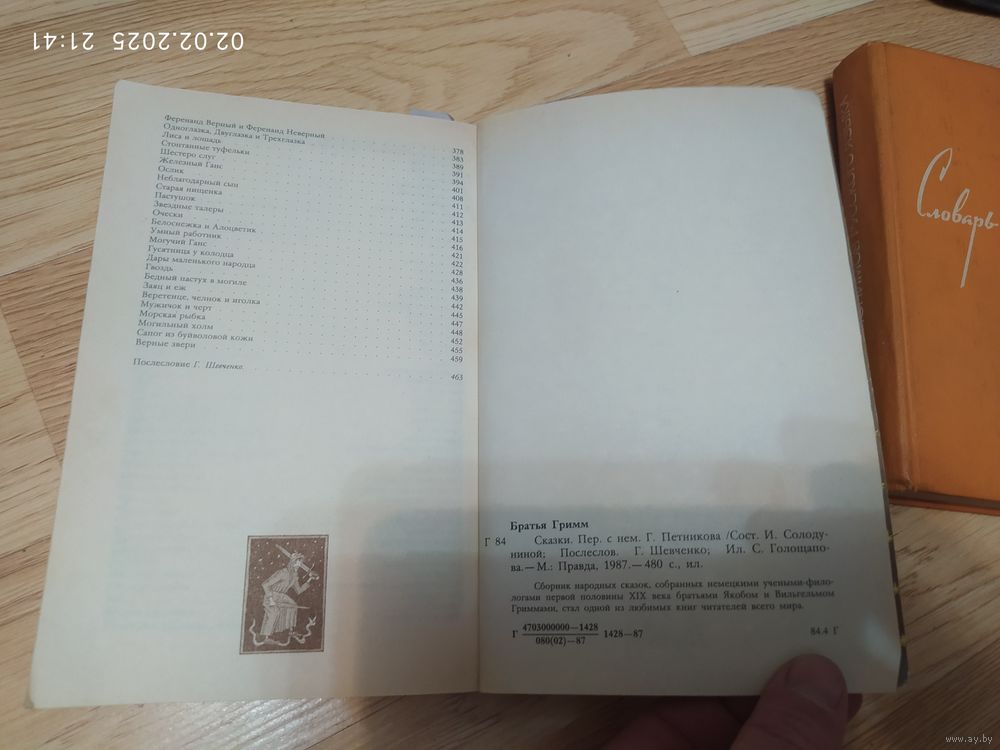 02.02.2025 21:41
Ференанд Верный и Ференанд Неверный
Одноглазка, Двуглазка и Трехглазка 378
Лиса и лошадь 383
Стоптанные туфельки 389
Шестеро слуг 391
Железный Ганс 394
Ослик 401
Неблагодарный сын 408
Старая нищенка 411
Пастушок 412
Звездные талеры 413
Очески 414
Белоснежка и Алоцветик 415
Умный работник 416
Могучий Ганс 421
Гусятница у колодца 422
Дары маленького народца 428
Гвоздь 436
Бедный пастух в могиле 438
Заяц и еж 439
Веретенце, челнок и иголка 442
Мужичок и черт 445
Морская рыбка 447
Могильный холм 448
Сапог из буйволовой кожи 452
Верные звери 455
459
Послесловие Г. Шевченко. 463
Братья Гримм
Г 84 Сказки. Пер. с нем. Г. Петникова /Сост. И. Солоду-
ниной; Послеслов. Г. Шевченко; Ил. С. Голощапо-
ва.— М.: Правда, 1987.— 480 с., ил.
Сборник народных сказок, собранных немецкими учеными-фило-
логами первой половины XIX века братьями Якобом и Вильгельмом
Гриммами, стал одной из любимых книг читателей всего мира.
Г 4703000000—1428 1428—87
080(02)—87
84.4 Г
Словарь
www.ay.by